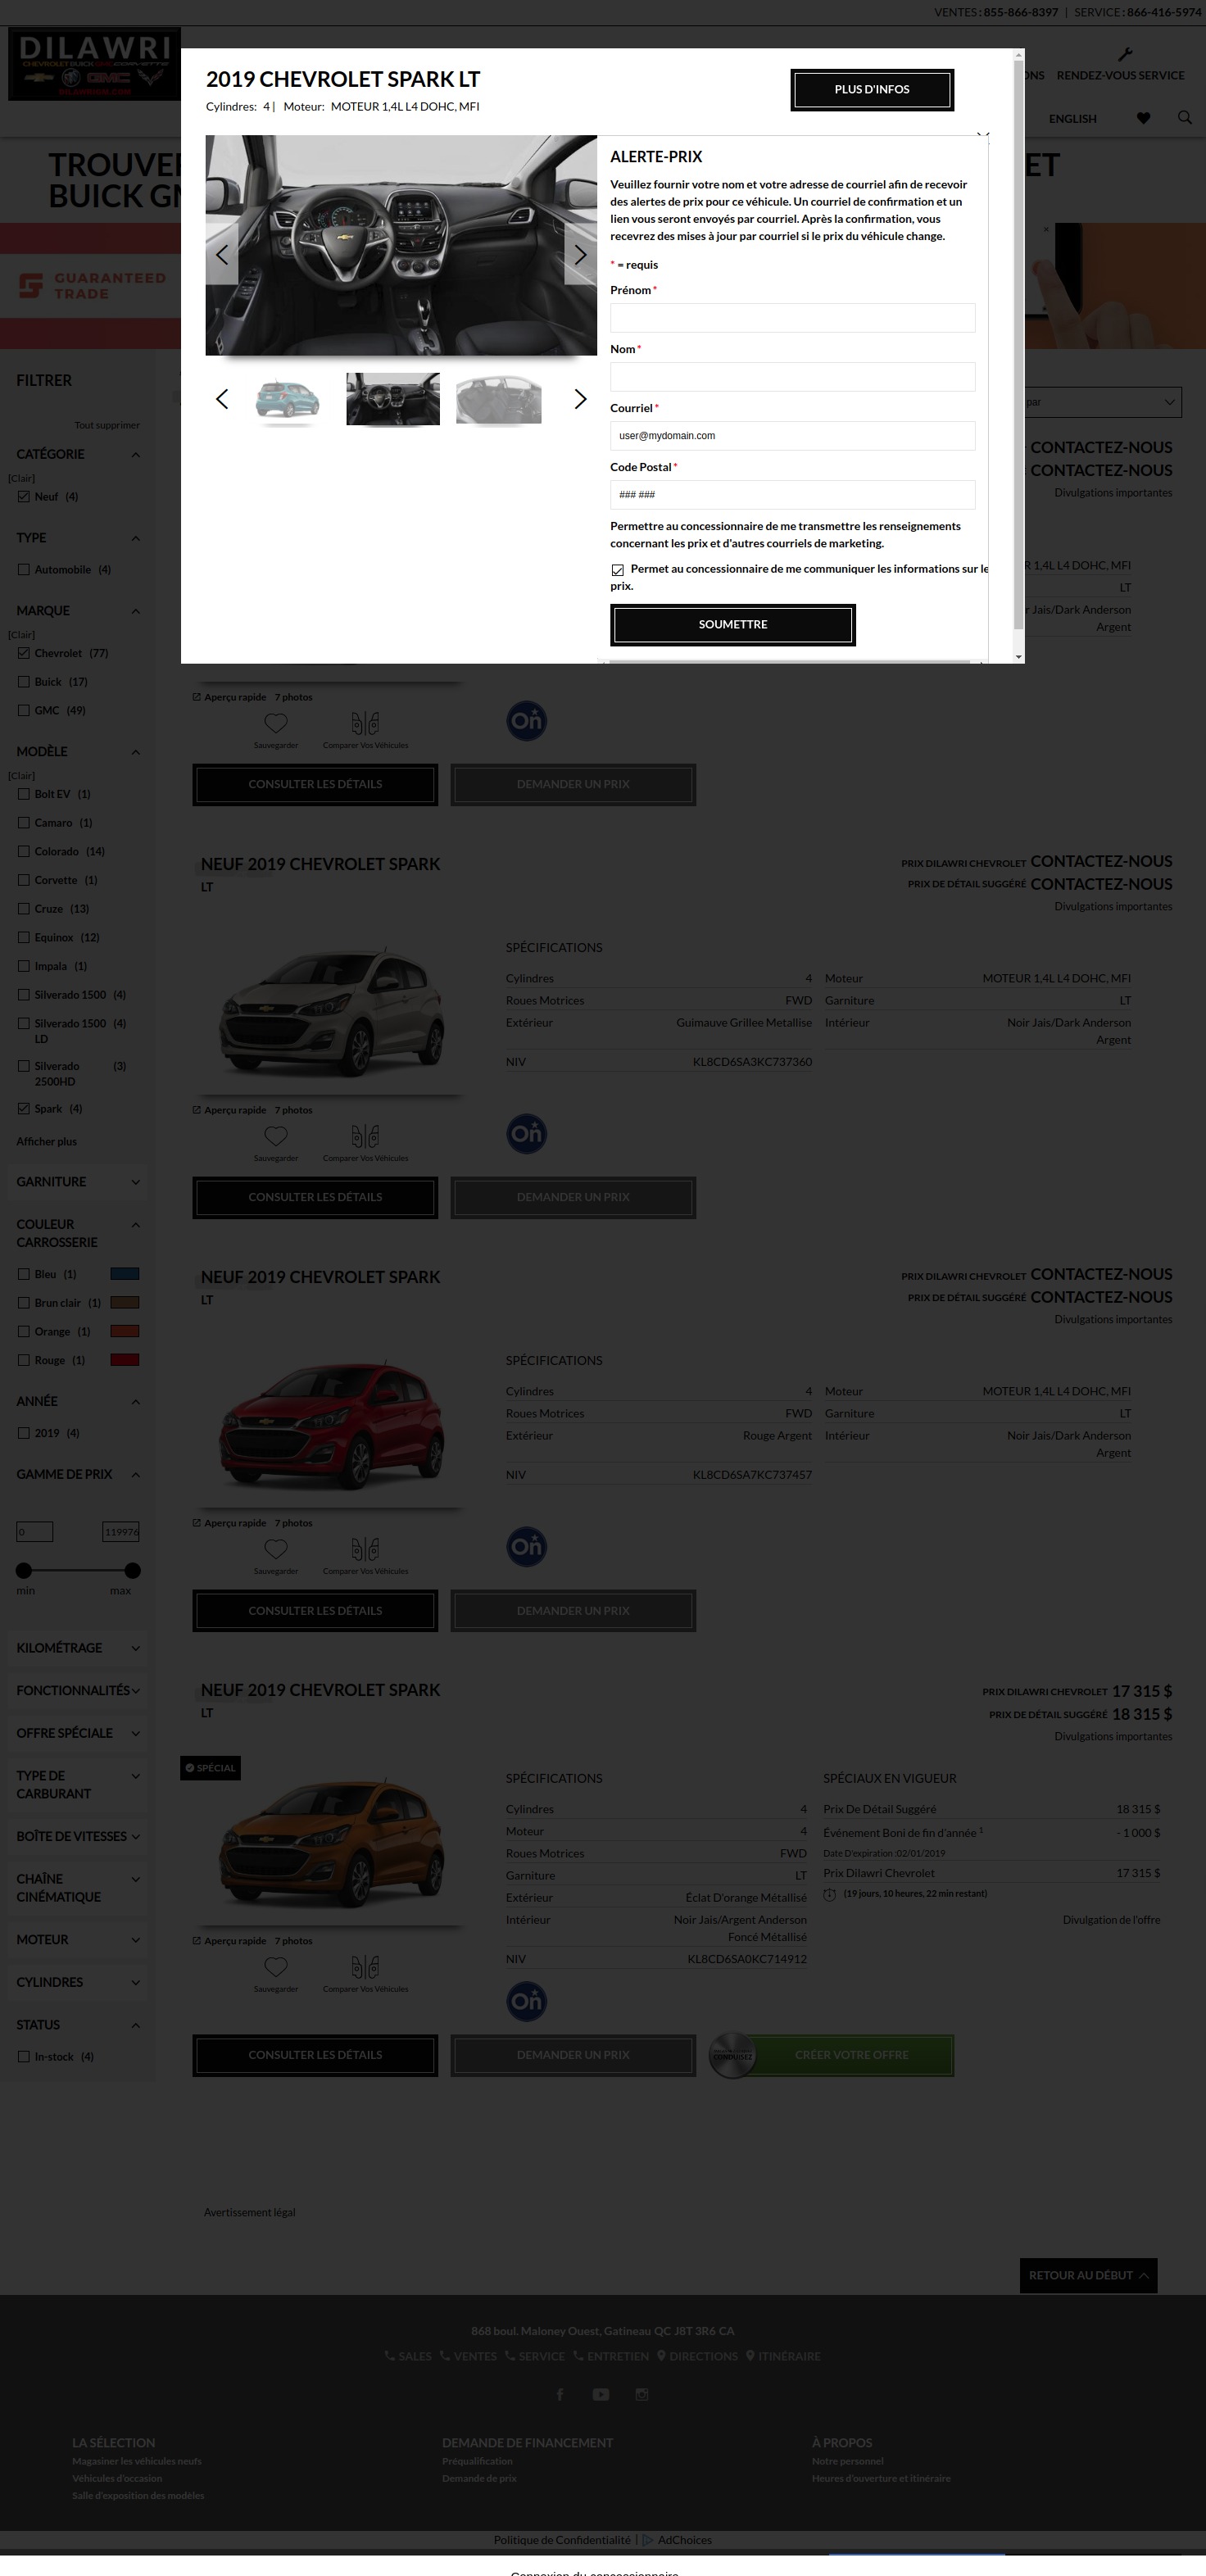 VENTES : 855-866-8397 | SERVICE : 866-416-5974
DILAWRI
CHEVROLET BUICK GMC CORVETTE
GMC
DILAWRIGM.COM
RENDEZ-VOUS SERVICE
ENGLISH
TROUVE
ET
BUICK GM
GUARANTEED
TRADE
2019 CHEVROLET SPARK LT
Cylindres: 4 | Moteur: MOTEUR 1,4L L4 DOHC, MFI
PLUS D'INFOS
ALERTE-PRIX
Veuillez fournir votre nom et votre adresse de courriel afin de recevoir
des alertes de prix pour ce véhicule. Un courriel de confirmation et un
lien vous seront envoyés par courriel. Après la confirmation, vous
recevrez des mises à jour par courriel si le prix du véhicule change.
* = requis
Prénom *
Nom *
Courriel *
user@mydomain.com
Code Postal *
### ###
Permettre au concessionnaire de me transmettre les renseignements
concernant les prix et d'autres courriels de marketing.
Permet au concessionnaire de me communiquer les informations sur le
prix.
SOUMETTRE
FILTRER
Tout supprimer
CATÉGORIE
[Clair]
Neuf (4)
TYPE
Automobile (4)
MARQUE
[Clair]
Chevrolet (77)
Buick (17)
GMC (49)
MODÈLE
[Clair]
Bolt EV (1)
Camaro (1)
Colorado (14)
Corvette (1)
Cruze (13)
Equinox (12)
Impala (1)
Silverado 1500 (4)
Silverado 1500 (4)
LD
Silverado (3)
2500HD
Spark (4)
Afficher plus
GARNITURE
COULEUR
CARROSSERIE
Bleu (1)
Brun clair (1)
Orange (1)
Rouge (1)
ANNÉE
2019 (4)
GAMME DE PRIX
0 119976
min max
KILOMÉTRAGE
FONCTIONNALITÉS
OFFRE SPÉCIALE
TYPE DE
CARBURANT
BOÎTE DE VITESSES
CHAÎNE
CINÉMATIQUE
MOTEUR
CYLINDRES
STATUS
In-stock (4)
par
CONTACTEZ-NOUS
CONTACTEZ-NOUS
Divulgations importantes
1,4L L4 DOHC, MFI
LT
Jais/Dark Anderson
Argent
Aperçu rapide 7 photos
Sauvegarder Comparer Vos Véhicules
On
CONSULTER LES DÉTAILS DEMANDER UN PRIX
NEUF 2019 CHEVROLET SPARK
LT
PRIX DILAWRI CHEVROLET CONTACTEZ-NOUS
PRIX DE DÉTAIL SUGGÉRÉ CONTACTEZ-NOUS
Divulgations importantes
SPÉCIFICATIONS
Cylindres 4
Moteur MOTEUR 1,4L L4 DOHC, MFI
Roues Motrices FWD
Garniture LT
Extérieur Guimauve Grillee Metallise
Intérieur Noir Jais/Dark Anderson
Argent
NIV KL8CD6SA3KC737360
Aperçu rapide 7 photos
Sauvegarder Comparer Vos Véhicules
On
CONSULTER LES DÉTAILS DEMANDER UN PRIX
NEUF 2019 CHEVROLET SPARK
LT
PRIX DILAWRI CHEVROLET CONTACTEZ-NOUS
PRIX DE DÉTAIL SUGGÉRÉ CONTACTEZ-NOUS
Divulgations importantes
SPÉCIFICATIONS
Cylindres 4
Moteur MOTEUR 1,4L L4 DOHC, MFI
Roues Motrices FWD
Garniture LT
Extérieur Rouge Argent
Intérieur Noir Jais/Dark Anderson
Argent
NIV KL8CD6SA7KC737457
Aperçu rapide 7 photos
Sauvegarder Comparer Vos Véhicules
On
CONSULTER LES DÉTAILS DEMANDER UN PRIX
NEUF 2019 CHEVROLET SPARK
LT
PRIX DILAWRI CHEVROLET 17 315 $
PRIX DE DÉTAIL SUGGÉRÉ 18 315 $
Divulgations importantes
SPÉCIAL
SPÉCIFICATIONS
Cylindres 4
Moteur 4
Roues Motrices FWD
Garniture LT
Extérieur Éclat D'orange Métallisé
Intérieur Noir Jais/Argent Anderson
Foncé Métallisé
NIV KL8CD6SA0KC714912
SPÉCIAUX EN VIGUEUR
Prix De Détail Suggéré 18 315 $
Événement Boni de fin d'année 1 - 1 000 $
Date D'expiration :02/01/2019
Prix Dilawri Chevrolet 17 315 $
(19 jours, 10 heures, 22 min restant)
Divulgation de l'offre
Aperçu rapide 7 photos
Sauvegarder Comparer Vos Véhicules
On
CONSULTER LES DÉTAILS DEMANDER UN PRIX CONDUISEZ CRÉER VOTRE OFFRE
Avertissement légal
RETOUR AU DÉBUT
868 boul. Maloney Ouest, Gatineau QC J8T 3R6 CA
SALES VENTES SERVICE ENTRETIEN DIRECTIONS ITINÉRAIRE
LA SÉLECTION
Magasiner les véhicules neufs
Véhicules d'occasion
Salle d'exposition des modèles
DEMANDE DE FINANCEMENT
Préqualification
Demande de prix
À PROPOS
Notre personnel
Heures d'ouverture et itinéraire
Politique de Confidentialité | AdChoices
Connexion du concessionnaire